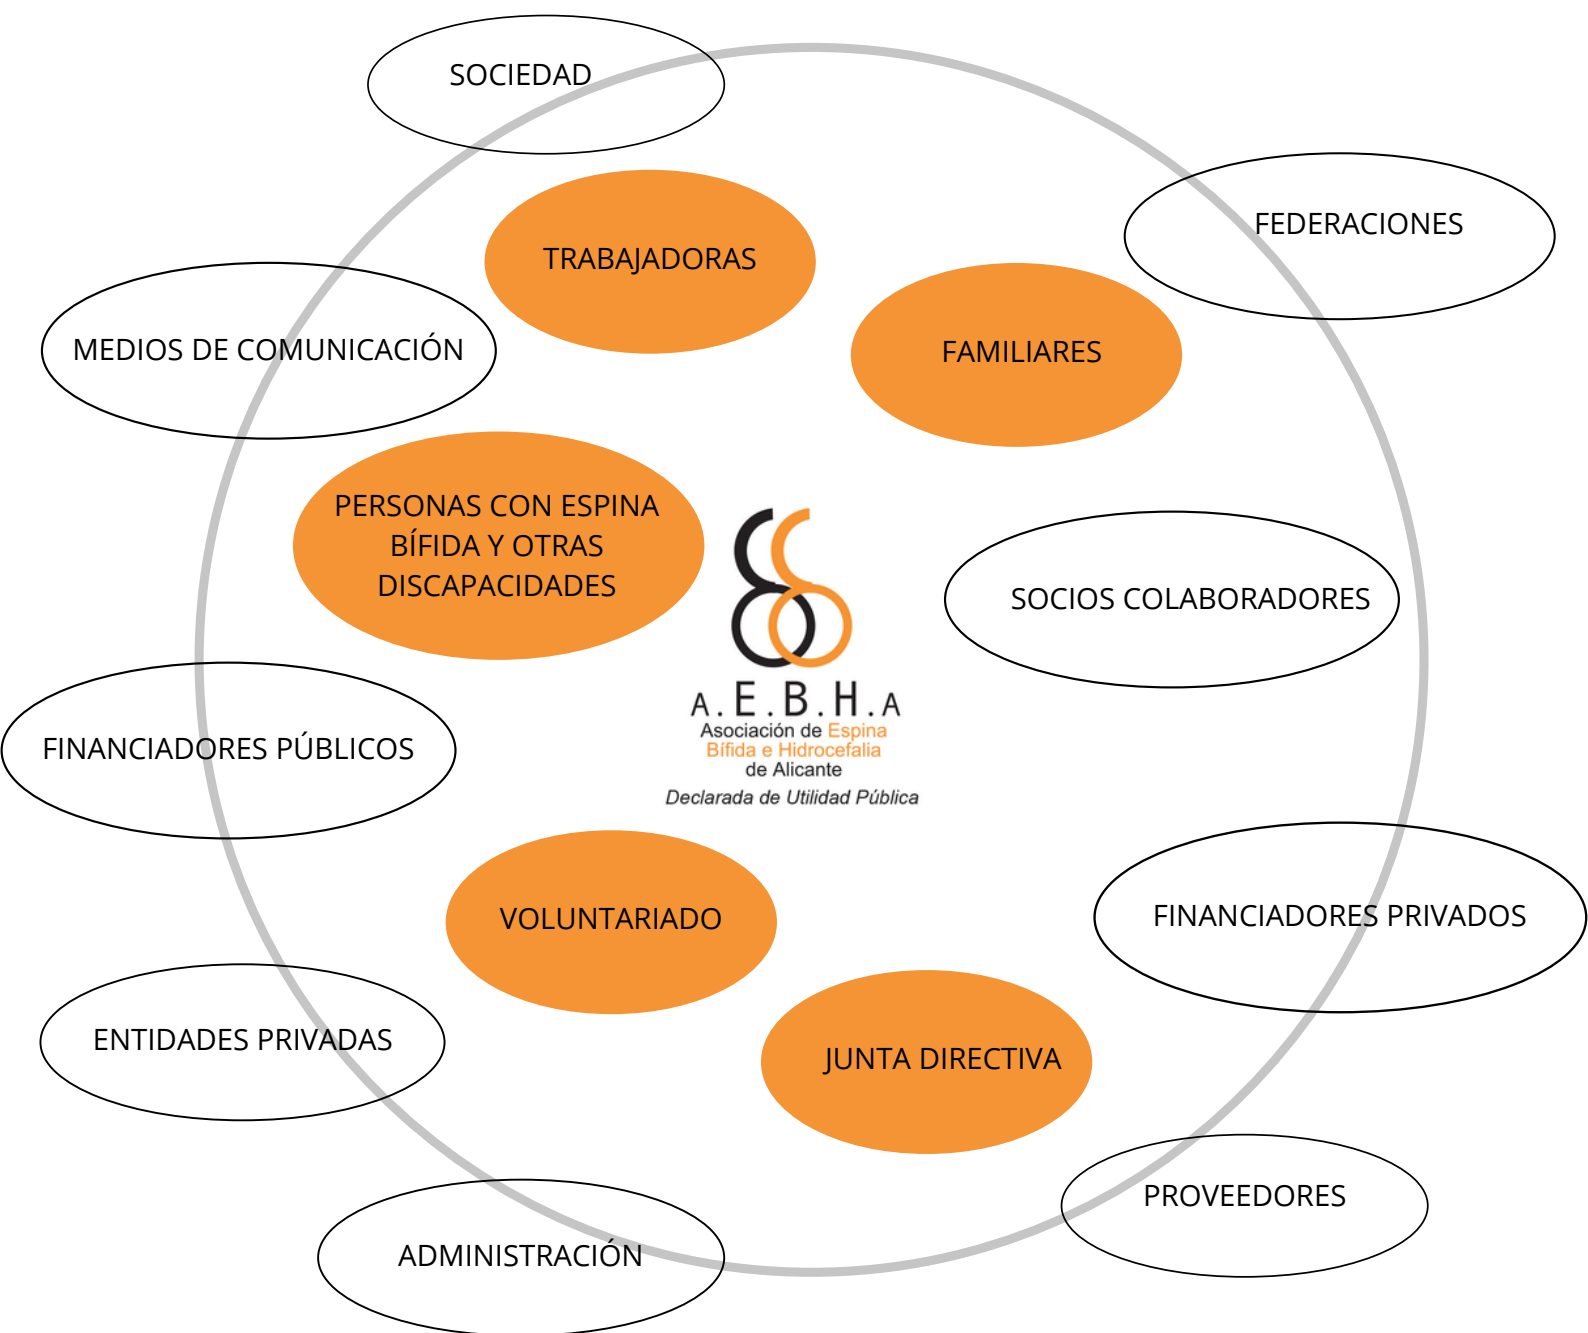 SOCIEDAD
FEDERACIONES
TRABAJADORAS
MEDIOS DE COMUNICACIÓN
FAMILIARES
PERSONAS CON ESPINA
BÍFIDA Y OTRAS
DISCAPACIDADES
SOCIOS COLABORADORES
A.E.B.H.A
Asociación de Espina
Bífida e Hidrocefalia
de Alicante
Declarada de Utilidad Pública
FINANCIADORES PÚBLICOS
VOLUNTARIADO
FINANCIADORES PRIVADOS
ENTIDADES PRIVADAS
JUNTA DIRECTIVA
PROVEEDORES
ADMINISTRACIÓN